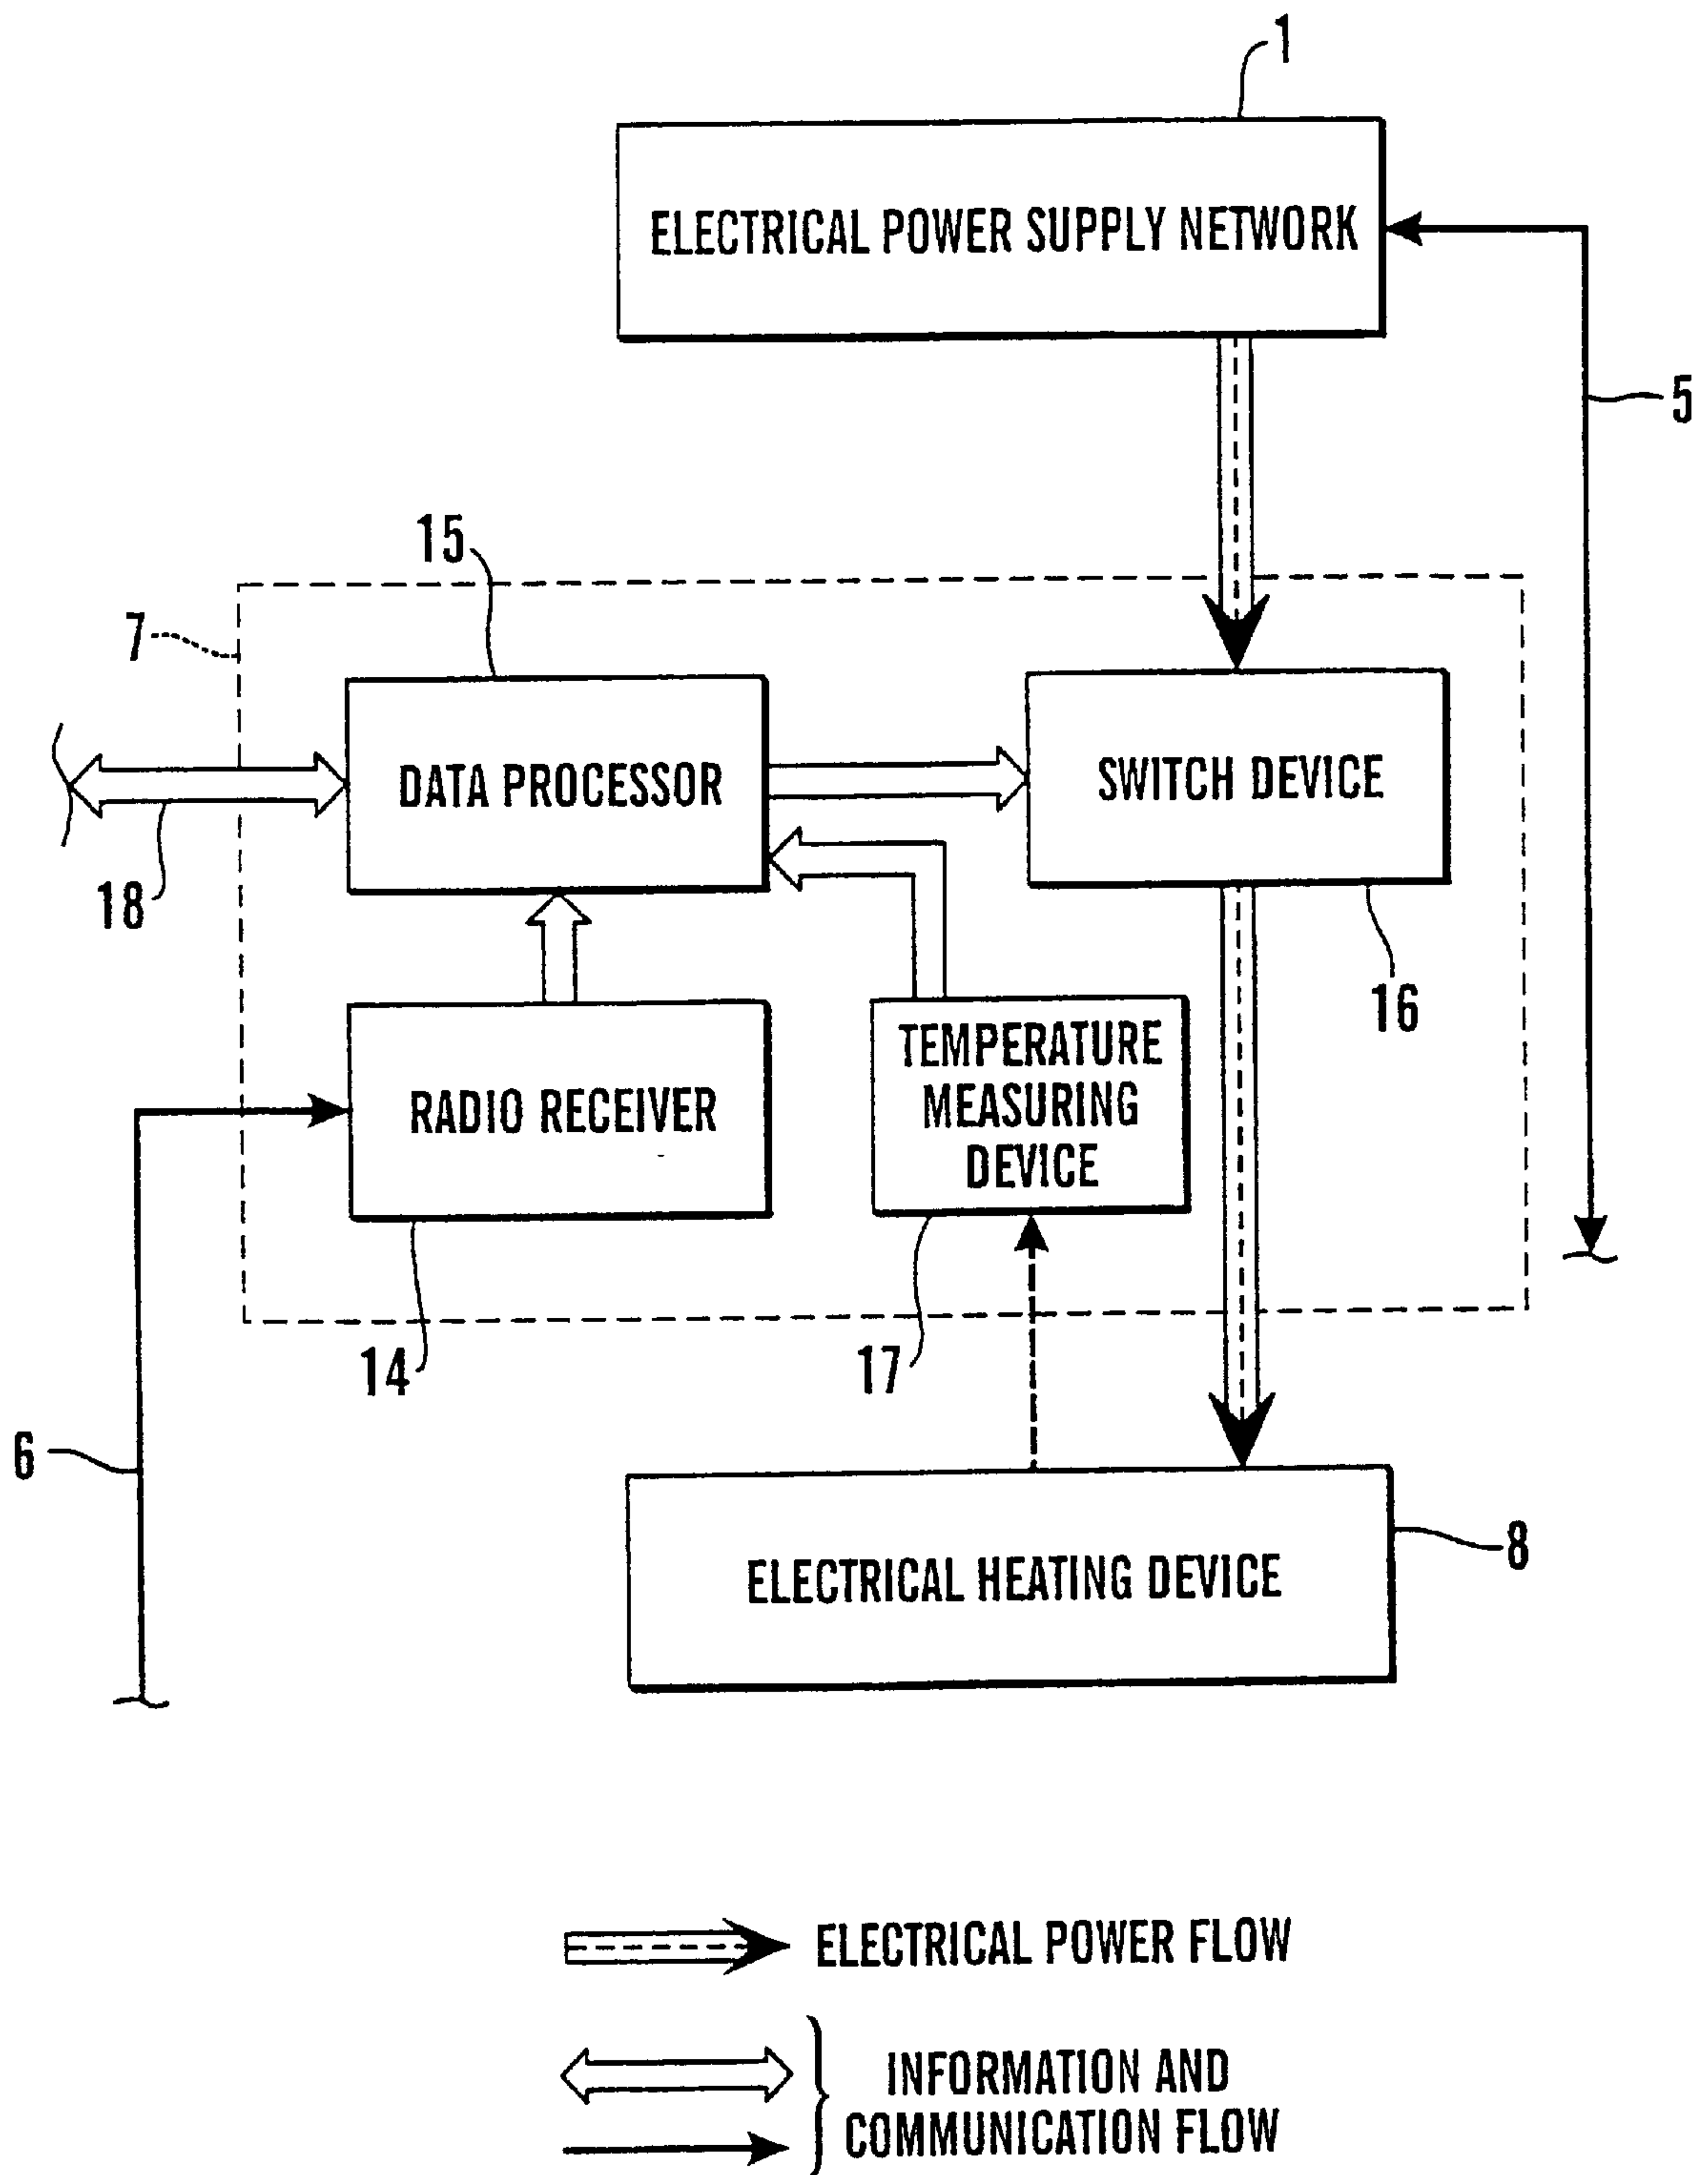 1
ELECTRICAL POWER SUPPLY NETWORK
5
15
7
DATA PROCESSOR
SWITCH DEVICE
18
16
RADIO RECEIVER
TEMPERATURE
MEASURING
DEVICE
14
17
6
8
ELECTRICAL HEATING DEVICE
ELECTRICAL POWER FLOW
INFORMATION AND
COMMUNICATION FLOW